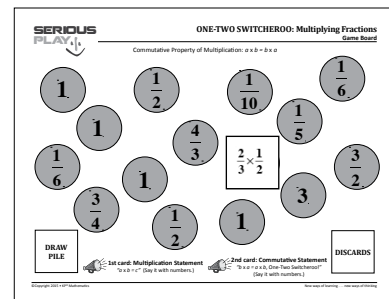 SERIOUS
PLAY
ONE-TWO SWITCHEROO: Multiplying Fractions
Game Board
Commutative Property of Multiplication: a x b = b x a
1
1/2
1/10
1/6
1
4/3
1/5
1/6
1
2/3 × 1/2
3/2
3/4
1/2
1
3
DRAW
PILE
1st card: Multiplication Statement
"a x b = c" (Say it with numbers.)
2nd card: Commutative Statement
"b x a = a x b, One-Two Switcheroo!"
(Say it with numbers.)
DISCARDS